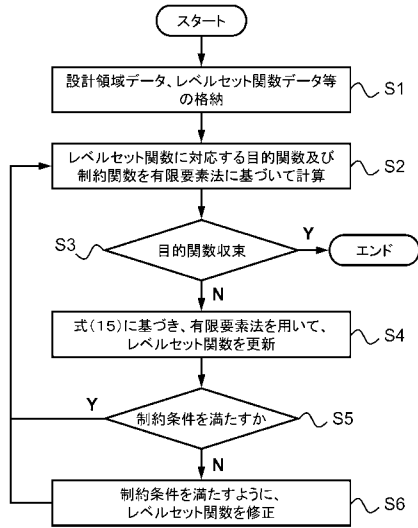 スタート
設計領域データ、レベルセット関数データ等
の格納
S1
レベルセット関数に対応する目的関数及び
制約関数を有限要素法に基づいて計算
S2
S3
目的関数収束
Y
エンド
N
式(15)に基づき、有限要素法を用いて、
レベルセット関数を更新
S4
Y
制約条件を満たすか
S5
N
制約条件を満たすように、
レベルセット関数を修正
S6